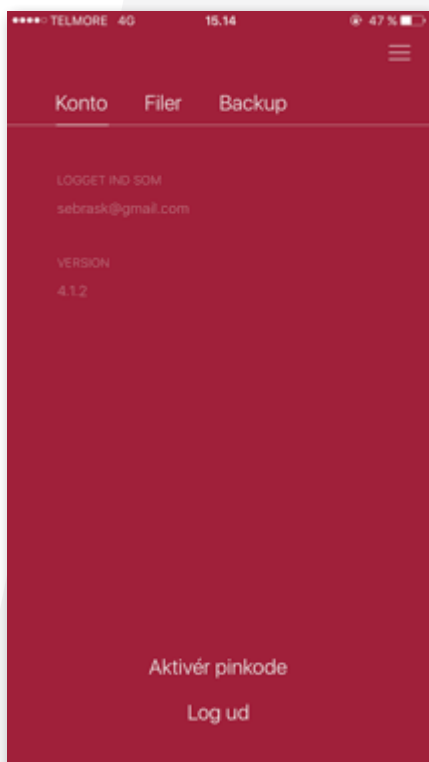 TELMORE 4G 15.14 47 %
Konto Filer Backup
LOGGET IND SOM
sebrask@gmail.com
VERSION
4.1.2
Aktivér pinkode
Log ud